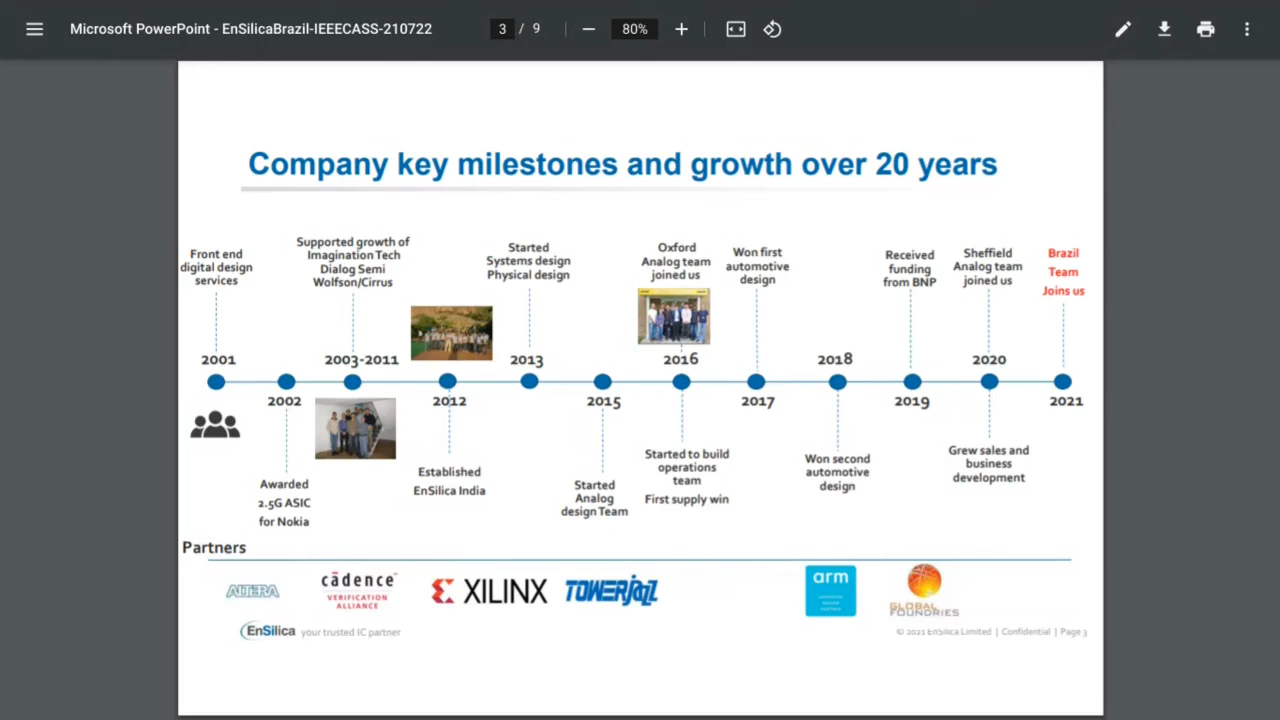 Microsoft PowerPoint - EnSilicaBrazil-IEEECASS-210722
3 / 9
80%
Company key milestones and growth over 20 years
Front end
digital design
services
Supported growth of
Imagination Tech
Dialog Semi
Wolfson/Cirrus
Started
Systems design
Physical design
Oxford
Analog team
joined us
Won first
automotive
design
Received
funding
from BNP
Sheffield
Analog team
joined us
Brazil
Team
Joins us
2001
2003-2011
2013
2016
2018
2020
2002
2012
2015
2017
2019
2021
Awarded
2.5G ASIC
for Nokia
Established
EnSilica India
Started
Analog
design Team
Started to build
operations
team
First supply win
Won second
automotive
design
Grew sales and
business
development
Partners
ALTERA
cādence
VERIFICATION
ALLIANCE
XILINX
TOWERJAZZ
arm
GLOBAL
FOUNDRIES
EnSilica your trusted IC partner
© 2021 EnSilica Limited | Confidential | Page 3